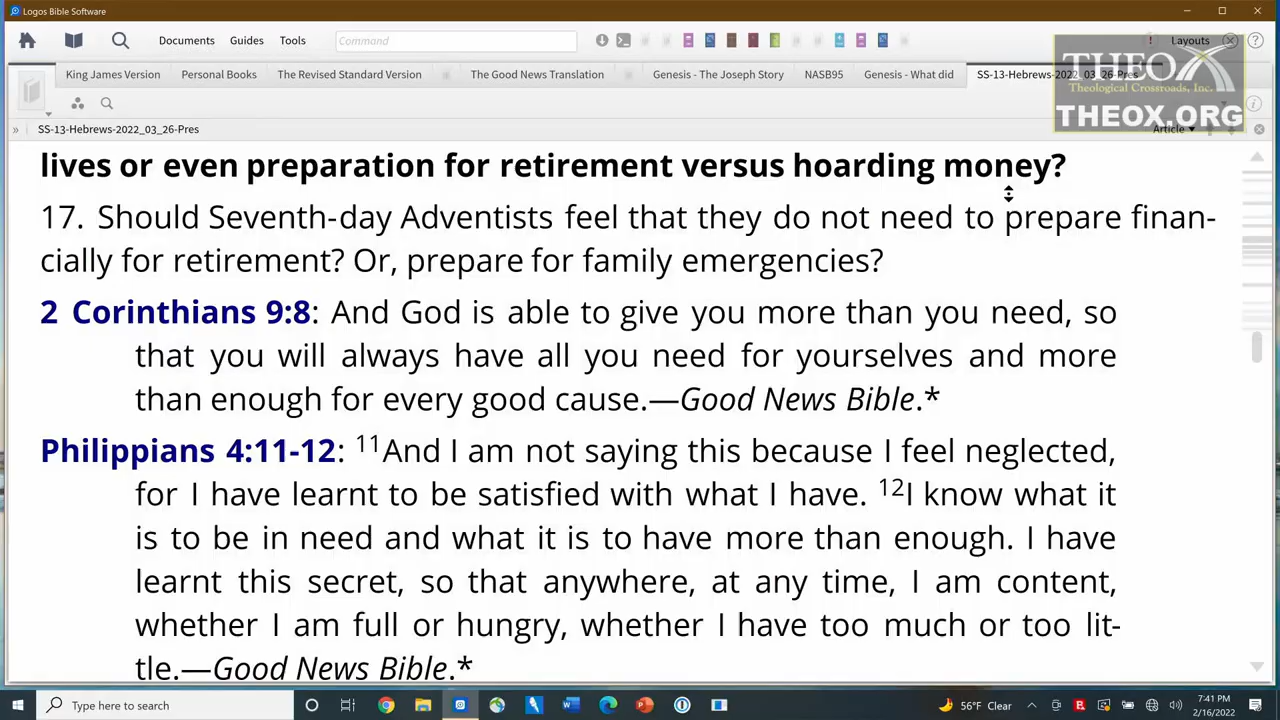 Logos Bible Software
Documents Guides Tools Command Layouts
King James Version Personal Books The Revised Standard Version The Good News Translation Genesis - The Joseph Story NASB95 Genesis - What did SS-13-Hebrews-2022_03_26-Pres
THEOX
Theological Crossroads, Inc.
THEOX.ORG
SS-13-Hebrews-2022_03_26-Pres Article
lives or even preparation for retirement versus hoarding money?
17. Should Seventh-day Adventists feel that they do not need to prepare finan-
cially for retirement? Or, prepare for family emergencies?
2 Corinthians 9:8: And God is able to give you more than you need, so
that you will always have all you need for yourselves and more
than enough for every good cause.—Good News Bible.*
Philippians 4:11-12: 11And I am not saying this because I feel neglected,
for I have learnt to be satisfied with what I have. 12I know what it
is to be in need and what it is to have more than enough. I have
learnt this secret, so that anywhere, at any time, I am content,
whether I am full or hungry, whether I have too much or too lit-
tle.—Good News Bible.*
Type here to search 56°F Clear 7:41 PM
2/16/2022